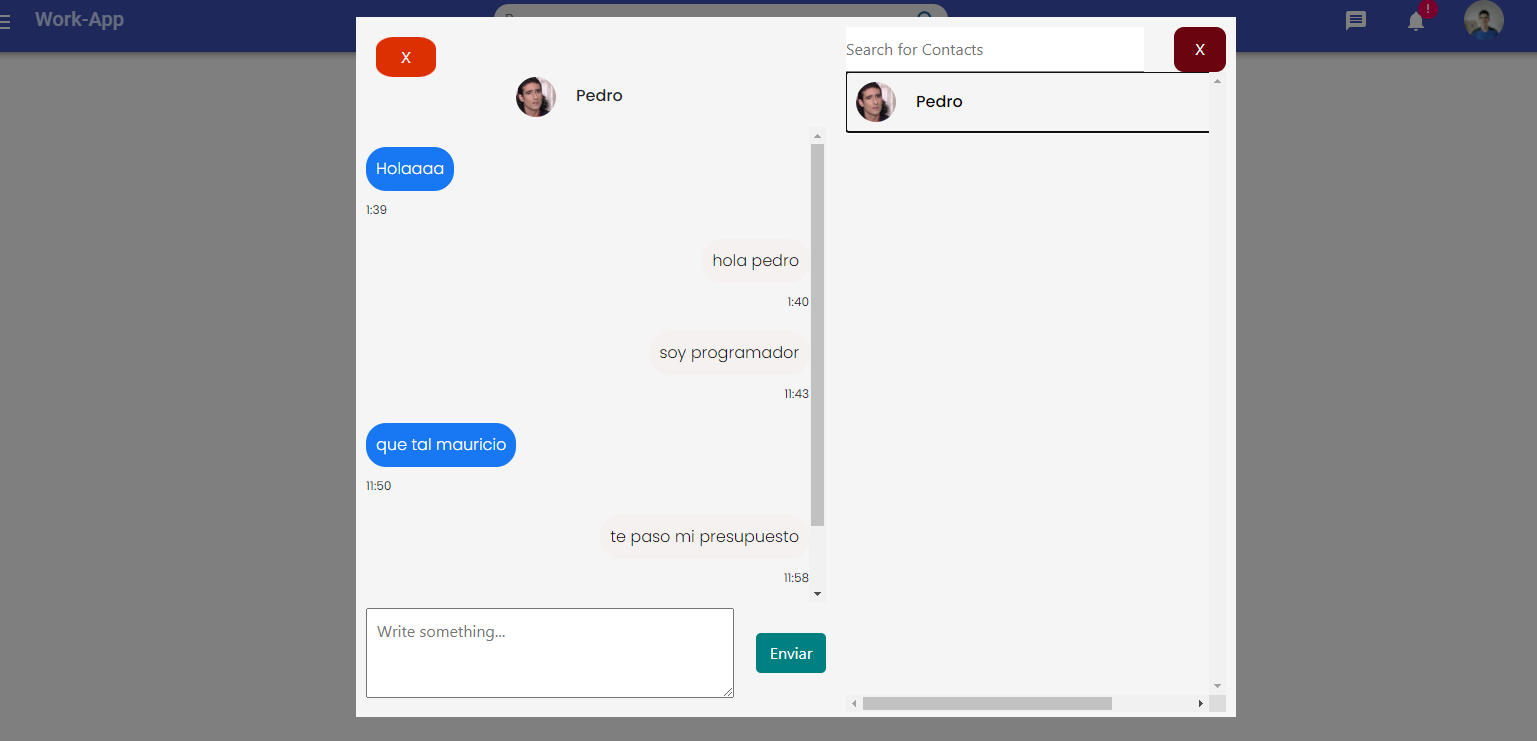 Work-App
!
X
Pedro
Holaaaa
1:39
hola pedro
1:40
soy programador
11:43
que tal mauricio
11:50
te paso mi presupuesto
11:58
Write something...
Enviar
Search for Contacts
X
Pedro